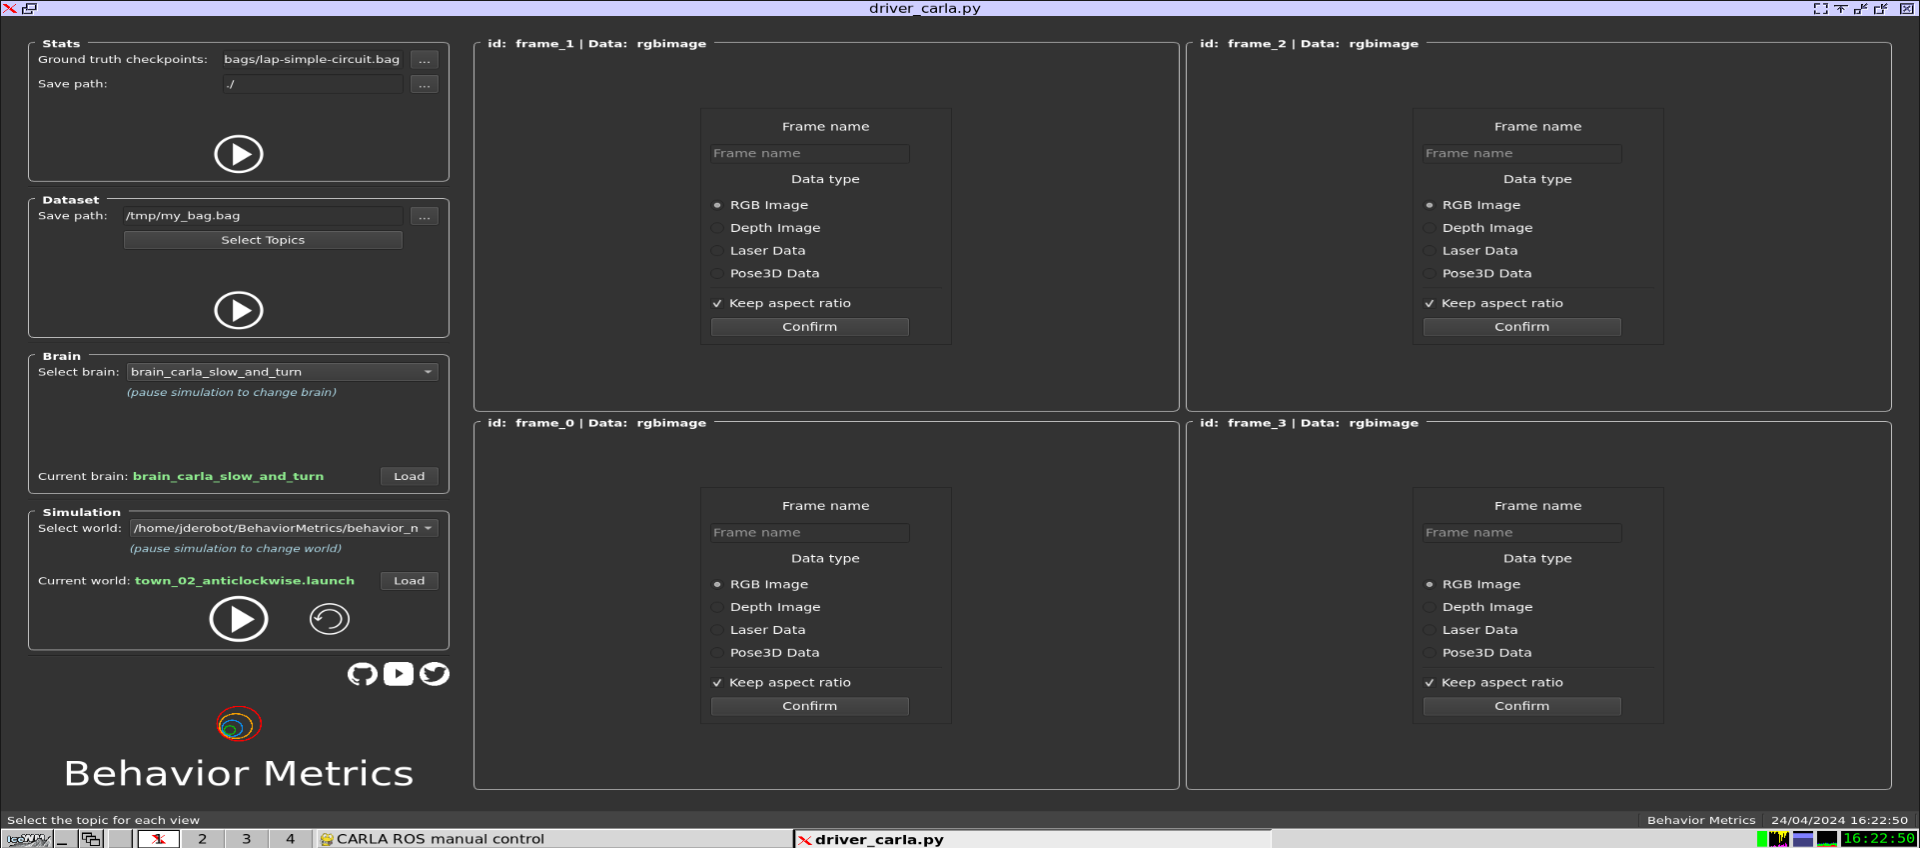 driver_carla.py
Stats
Ground truth checkpoints: bags/lap-simple-circuit.bag ...
Save path: ./ ...
Dataset
Save path: /tmp/my_bag.bag ...
Select Topics
Brain
Select brain: brain_carla_slow_and_turn
(pause simulation to change brain)
Current brain: brain_carla_slow_and_turn Load
Simulation
Select world: /home/jderobot/BehaviorMetrics/behavior_n
(pause simulation to change world)
Current world: town_02_anticlockwise.launch Load
Behavior Metrics
id: frame_1 | Data: rgbimage
Frame name
Frame name
Data type
RGB Image
Depth Image
Laser Data
Pose3D Data
Keep aspect ratio
Confirm
id: frame_2 | Data: rgbimage
Frame name
Frame name
Data type
RGB Image
Depth Image
Laser Data
Pose3D Data
Keep aspect ratio
Confirm
id: frame_0 | Data: rgbimage
Frame name
Frame name
Data type
RGB Image
Depth Image
Laser Data
Pose3D Data
Keep aspect ratio
Confirm
id: frame_3 | Data: rgbimage
Frame name
Frame name
Data type
RGB Image
Depth Image
Laser Data
Pose3D Data
Keep aspect ratio
Confirm
Select the topic for each view
Behavior Metrics 24/04/2024 16:22:50
IceWM 1 2 3 4 CARLA ROS manual control driver_carla.py 16:22:50